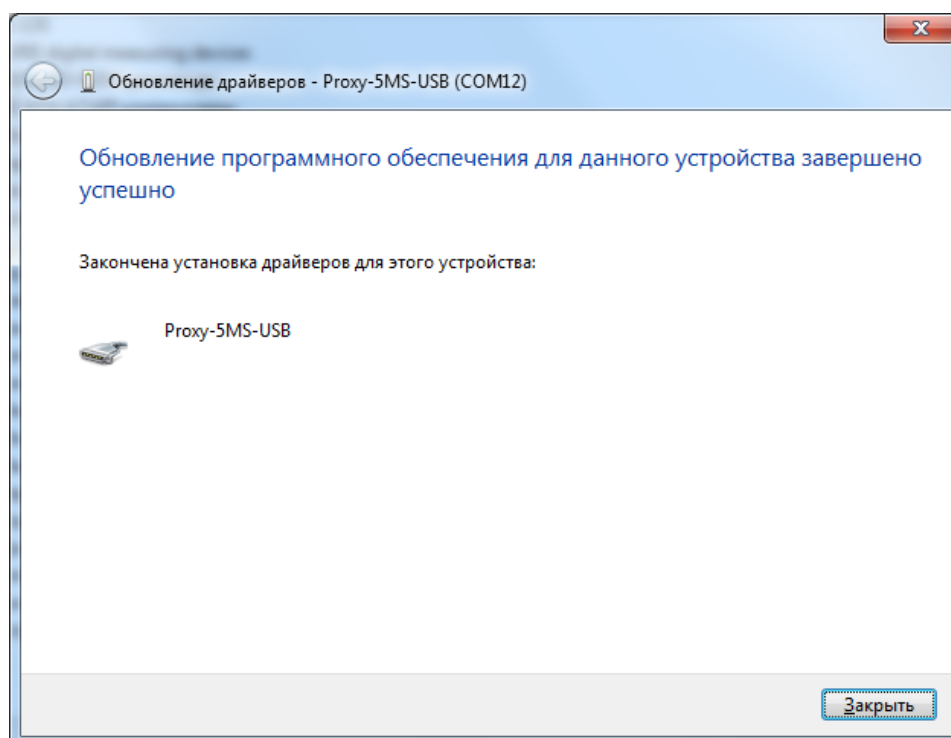 Обновление драйверов - Proxy-5MS-USB (COM12)
Обновление программного обеспечения для данного устройства завершено
успешно
Закончена установка драйверов для этого устройства:
Proxy-5MS-USB
Закрыть